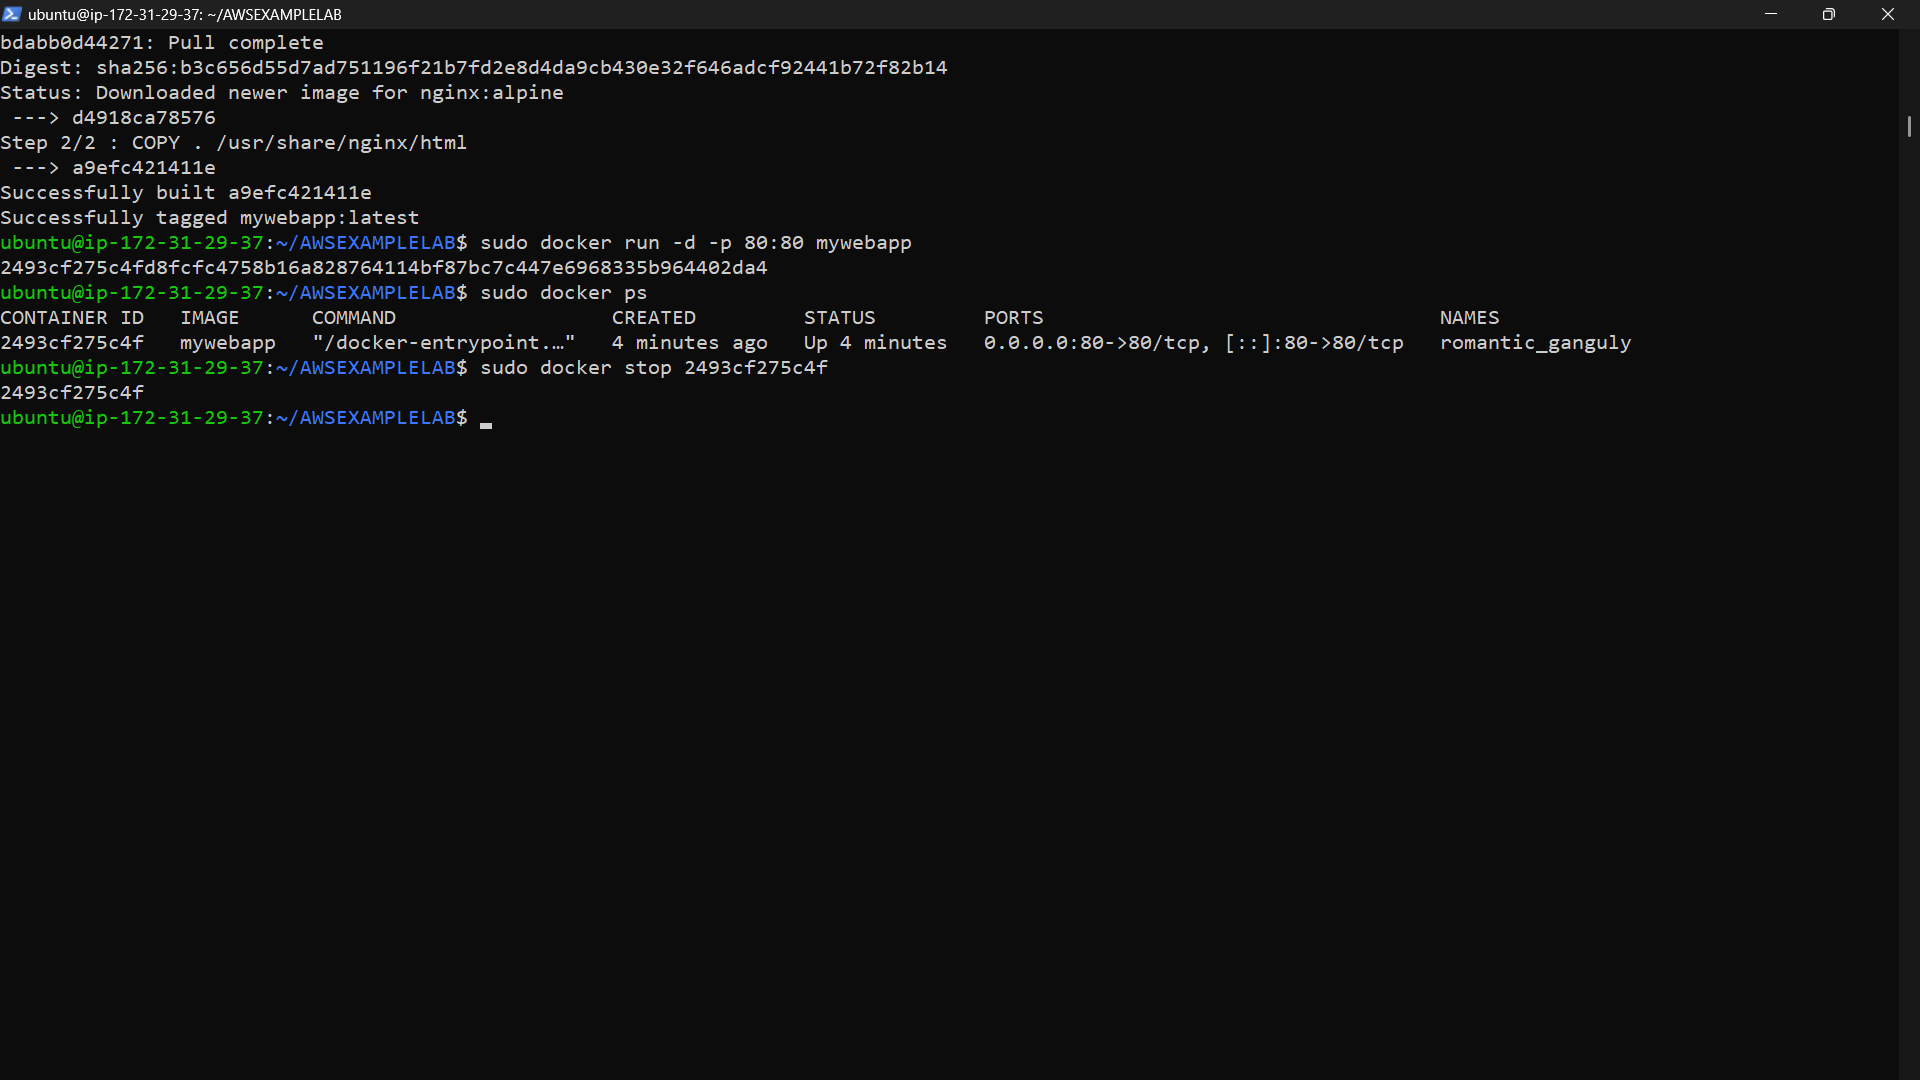 ubuntu@ip-172-31-29-37: ~/AWSEXAMPLELAB
bdabb0d44271: Pull complete
Digest: sha256:b3c656d55d7ad751196f21b7fd2e8d4da9cb430e32f646adcf92441b72f82b14
Status: Downloaded newer image for nginx:alpine
 ---> d4918ca78576
Step 2/2 : COPY . /usr/share/nginx/html
 ---> a9efc421411e
Successfully built a9efc421411e
Successfully tagged mywebapp:latest
ubuntu@ip-172-31-29-37:~/AWSEXAMPLELAB$ sudo docker run -d -p 80:80 mywebapp
2493cf275c4fd8fcfc4758b16a828764114bf87bc7c447e6968335b964402da4
ubuntu@ip-172-31-29-37:~/AWSEXAMPLELAB$ sudo docker ps
CONTAINER ID   IMAGE      COMMAND                  CREATED         STATUS         PORTS                                 NAMES
2493cf275c4f   mywebapp   "/docker-entrypoint.…"   4 minutes ago   Up 4 minutes   0.0.0.0:80->80/tcp, [::]:80->80/tcp   romantic_ganguly
ubuntu@ip-172-31-29-37:~/AWSEXAMPLELAB$ sudo docker stop 2493cf275c4f
2493cf275c4f
ubuntu@ip-172-31-29-37:~/AWSEXAMPLELAB$